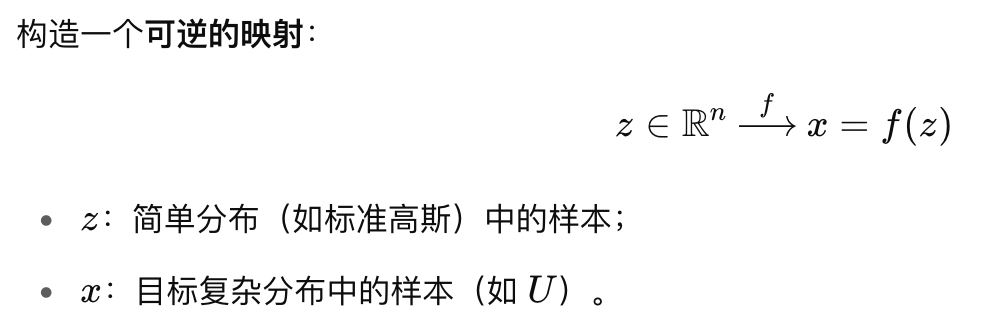 构造一个可逆的映射：
z ∈ ℝⁿ —f→ x = f(z)
• z：简单分布（如标准高斯）中的样本；
• x：目标复杂分布中的样本（如 U）。